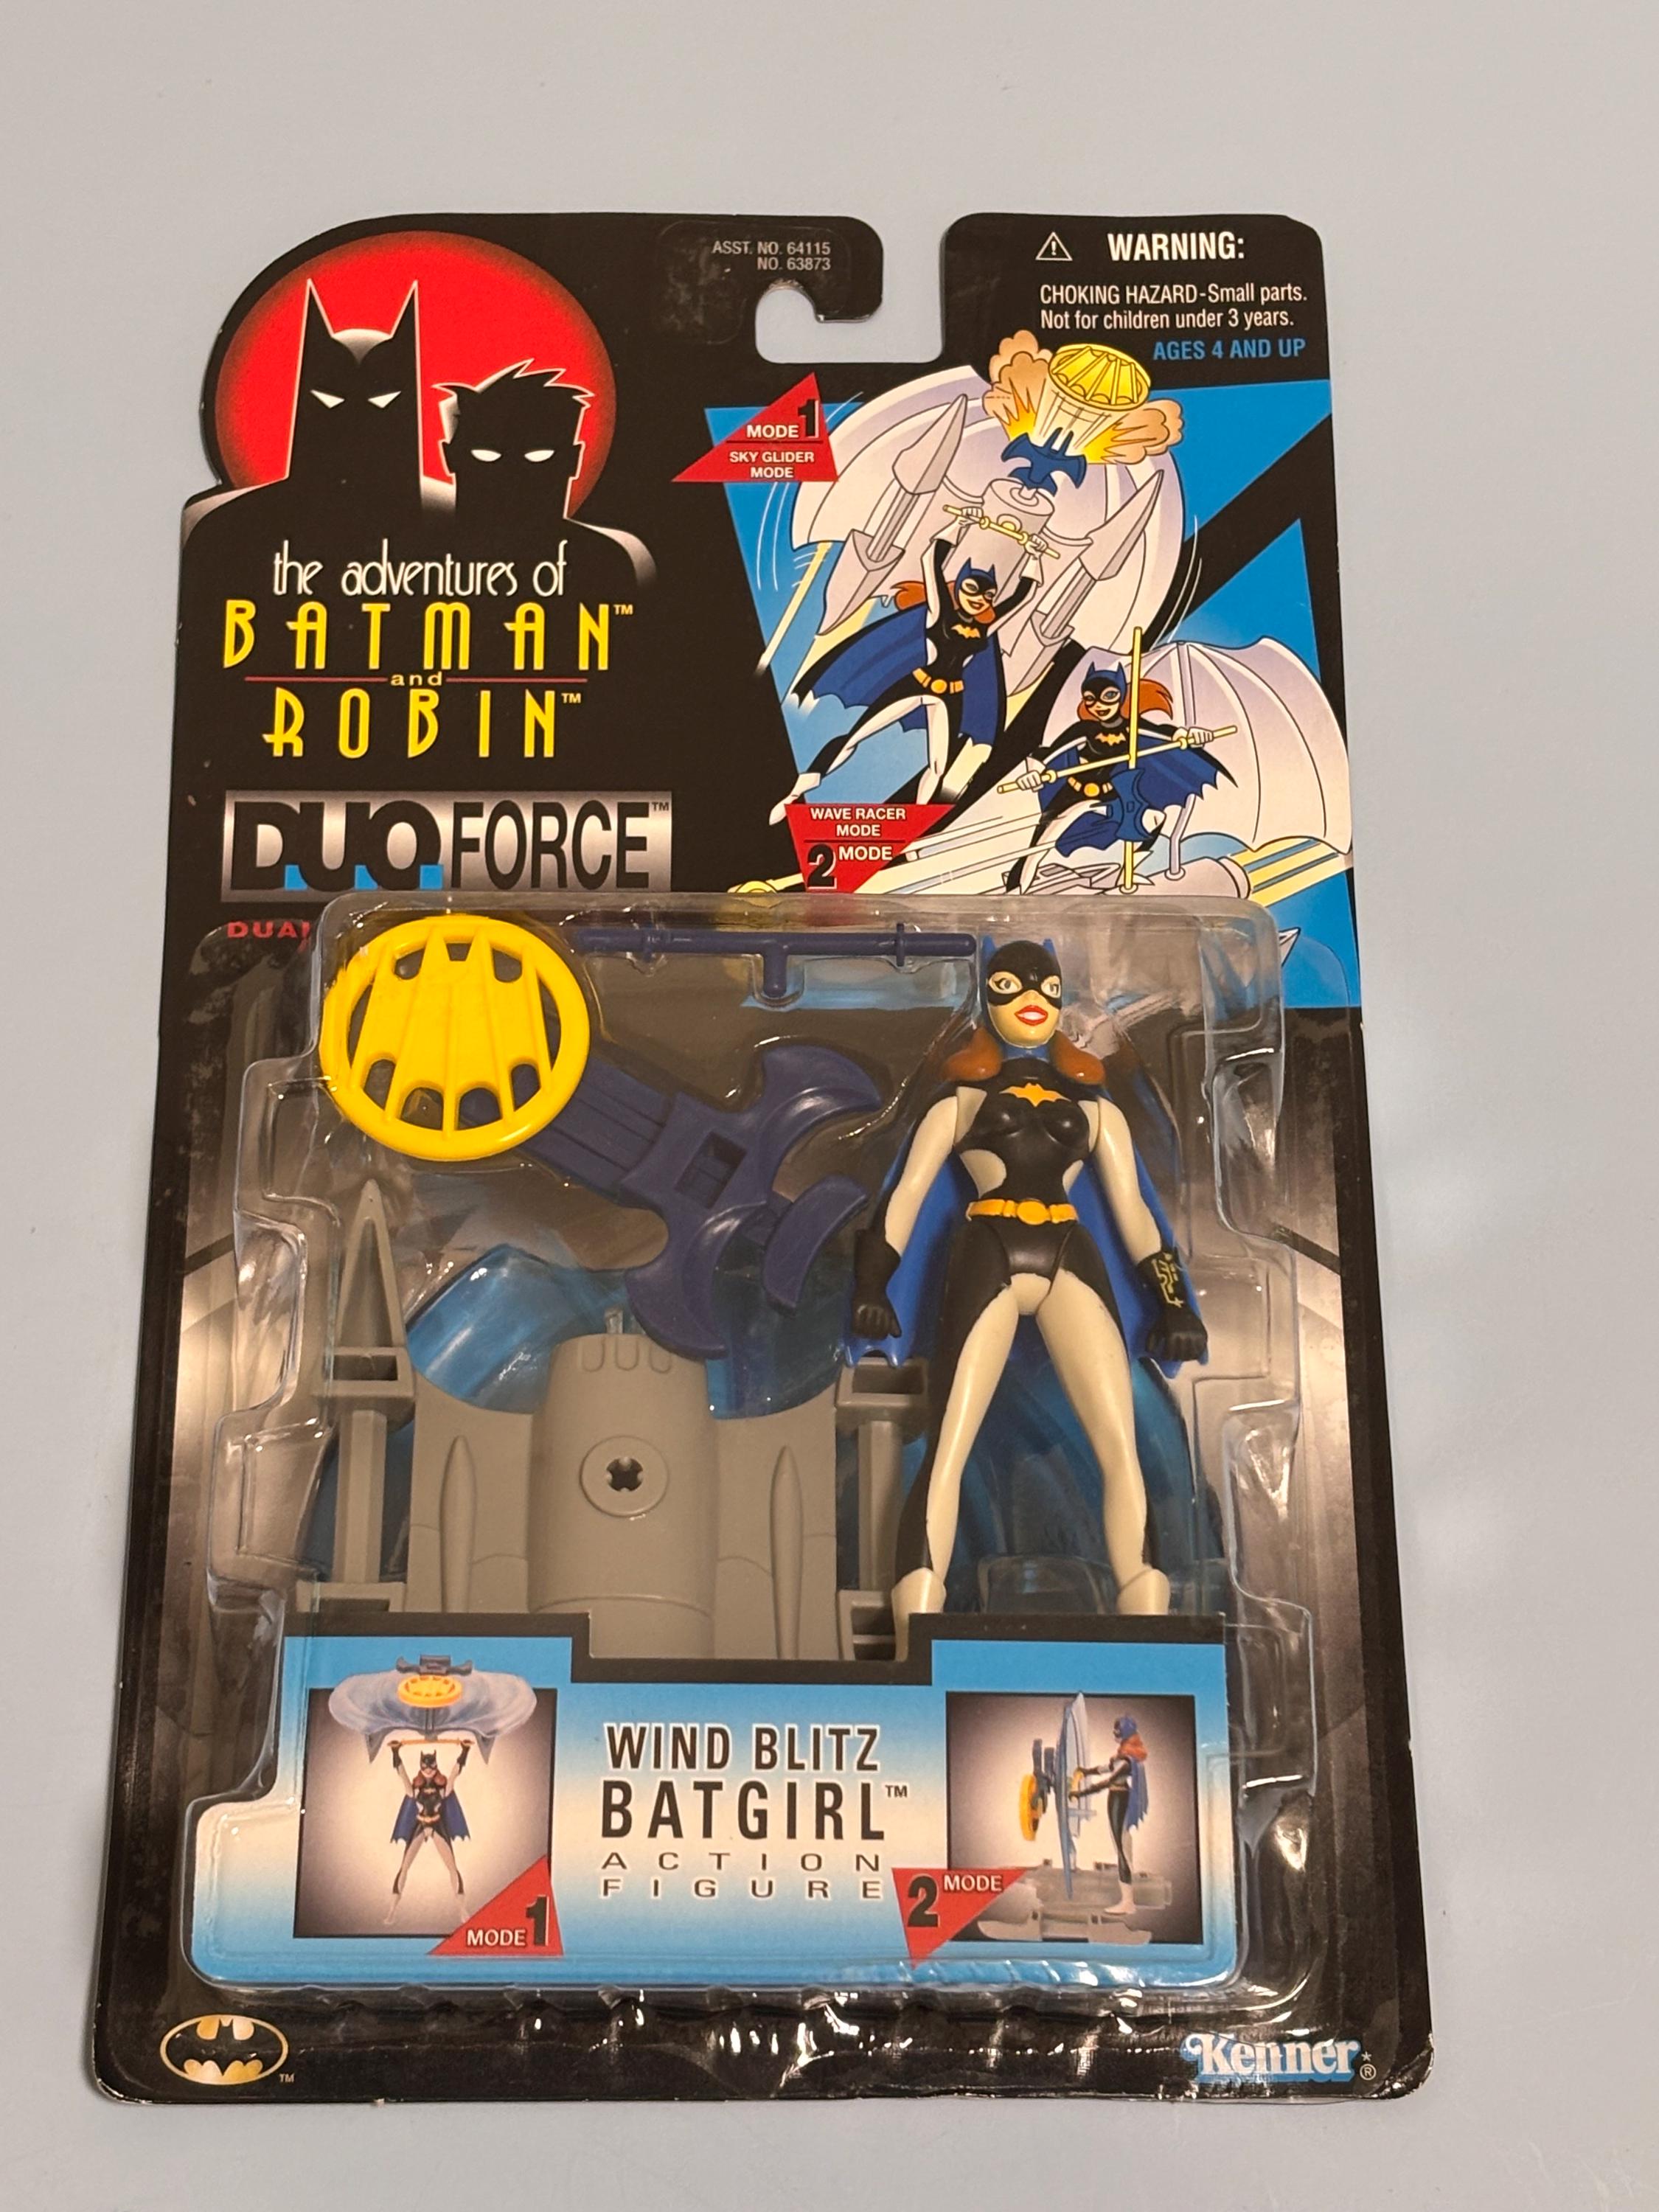 ASST. NO. 64115
NO. 63873
WARNING:
CHOKING HAZARD-Small parts.
Not for children under 3 years.
AGES 4 AND UP
MODE 1
SKY GLIDER
MODE
the adventures of
BATMAN™
and
ROBIN™
DUO FORCE™
WAVE RACER
MODE
2 MODE
DUAL
WIND BLITZ
BATGIRL™
ACTION
FIGURE
MODE 1
2 MODE
TM
Kenner®